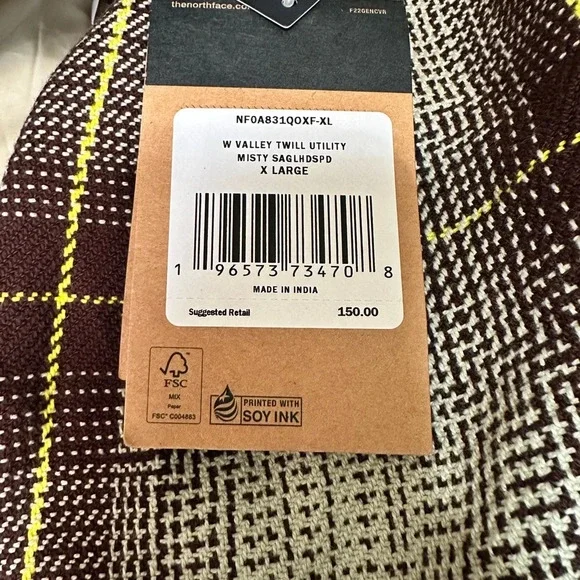 thenorthface.com
F22GENCVR
NF0A831QOXF-XL
W VALLEY TWILL UTILITY
MISTY SAGLHDSPD
X LARGE
1 96573 73470 8
MADE IN INDIA
Suggested Retail 150.00
FSC
MIX
Paper
FSC® C004883
PRINTED WITH
SOY INK